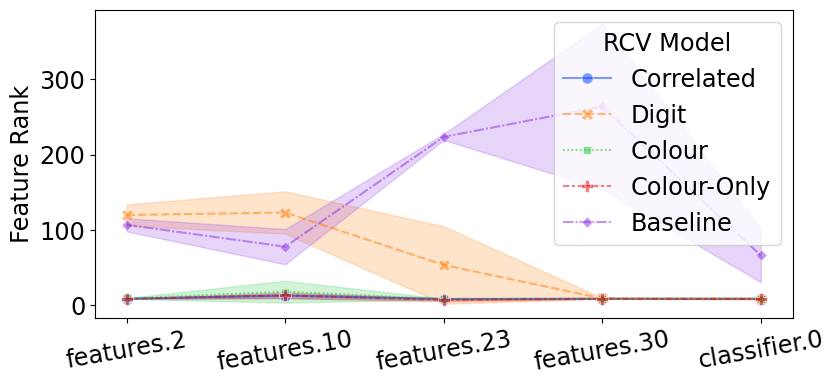 Feature Rank
300
200
100
0
RCV Model
Correlated
Digit
Colour
Colour-Only
Baseline
features.2
features.10
features.23
features.30
classifier.0